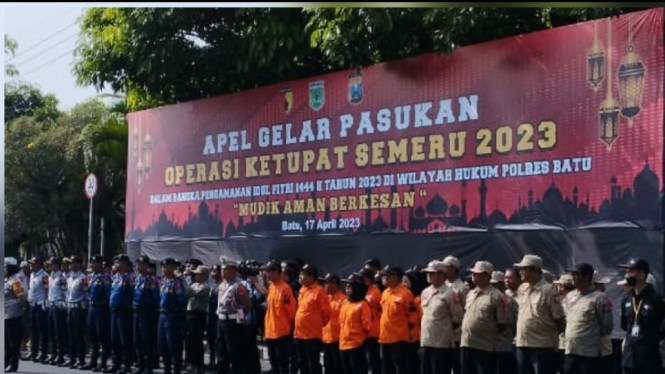 APEL GELAR PASUKAN
OPERASI KETUPAT SEMERU 2023
DALAM RANGKA PENGAMANAN IDUL FITRI 1444 H TAHUN 2023 DI WILAYAH HUKUM POLRES BATU
"MUDIK AMAN BERKESAN "
Batu, 17 April 2023